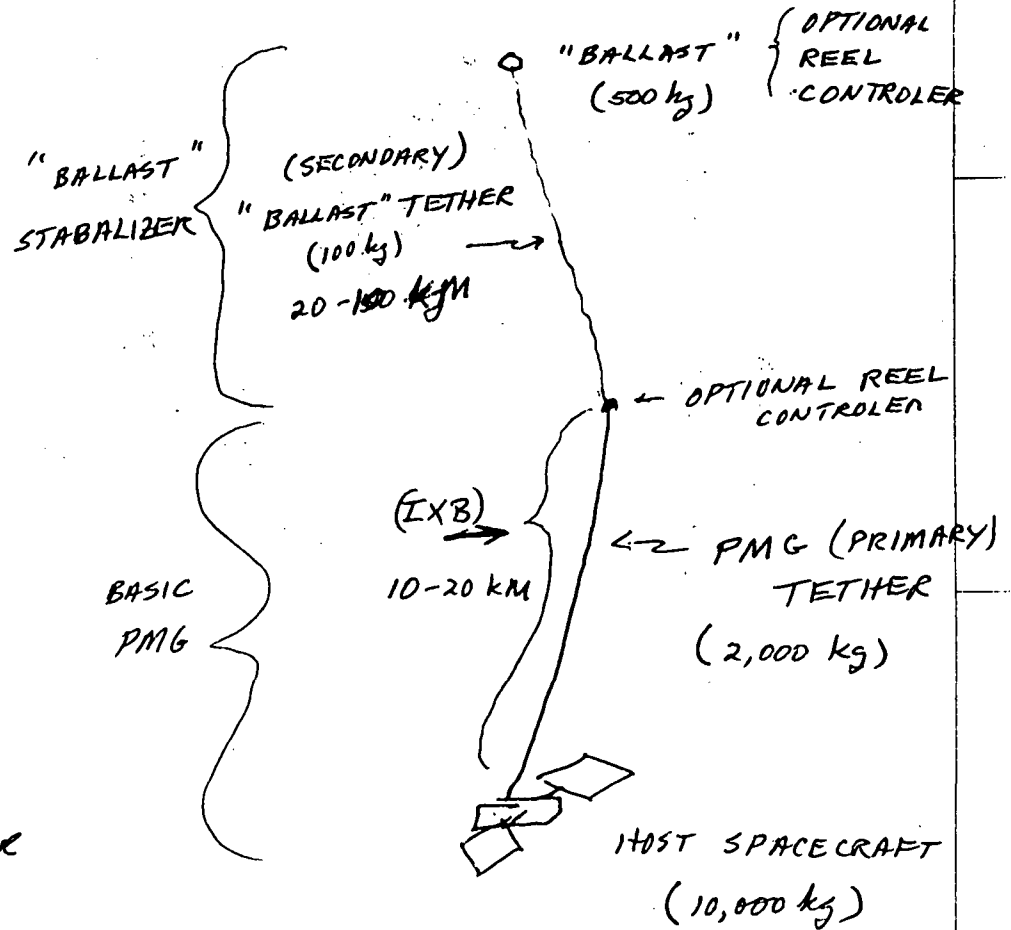 "BALLAST"
(500 kg)
OPTIONAL
REEL
CONTROLER
"BALLAST"
STABALIZER
(SECONDARY)
"BALLAST" TETHER
(100 kg)
20-100 KM
OPTIONAL REEL
CONTROLER
(IXB)
10-20 KM
BASIC
PMG
PMG (PRIMARY)
TETHER
(2,000 kg)
HOST SPACECRAFT
(10,000 kg)